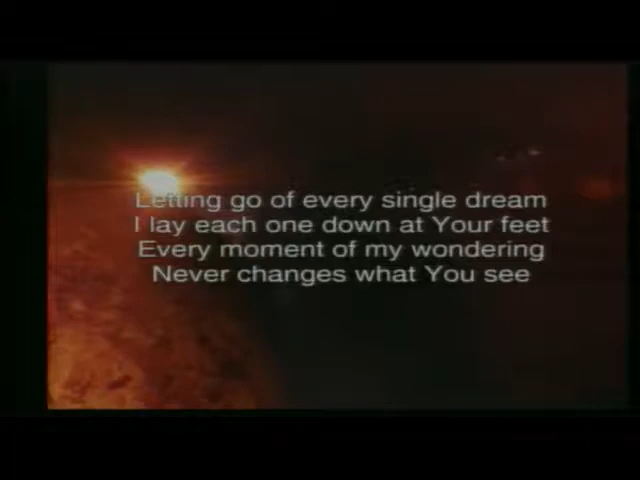 Letting go of every single dream
I lay each one down at Your feet
Every moment of my wondering
Never changes what You see